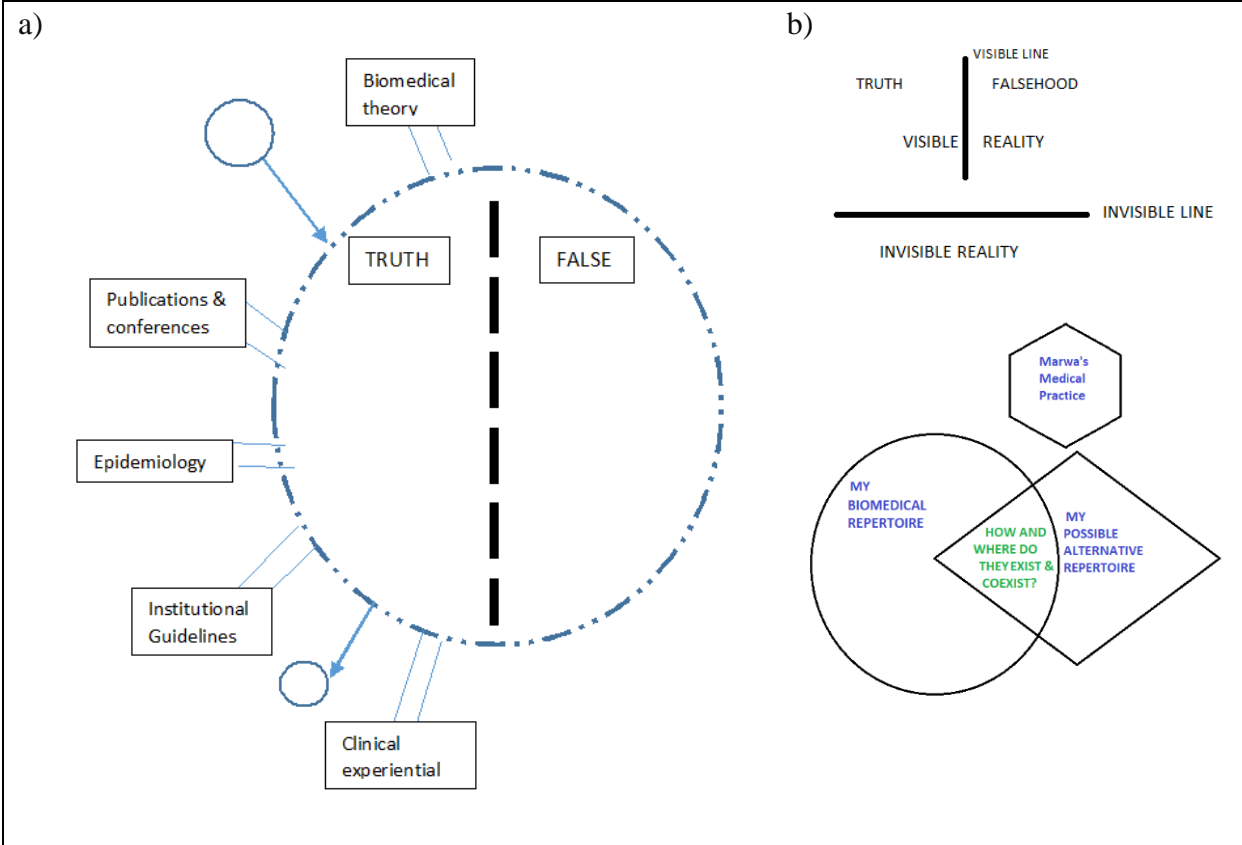 a)
Biomedical
theory
TRUTH
FALSE
Publications &
conferences
Epidemiology
Institutional
Guidelines
Clinical
experiential
b)
VISIBLE LINE
TRUTH FALSEHOOD
VISIBLE REALITY
INVISIBLE LINE
INVISIBLE REALITY
Marwa's
Medical
Practice
MY
BIOMEDICAL
REPERTOIRE
HOW AND
WHERE DO
THEY EXIST &
COEXIST?
MY
POSSIBLE
ALTERNATIVE
REPERTOIRE